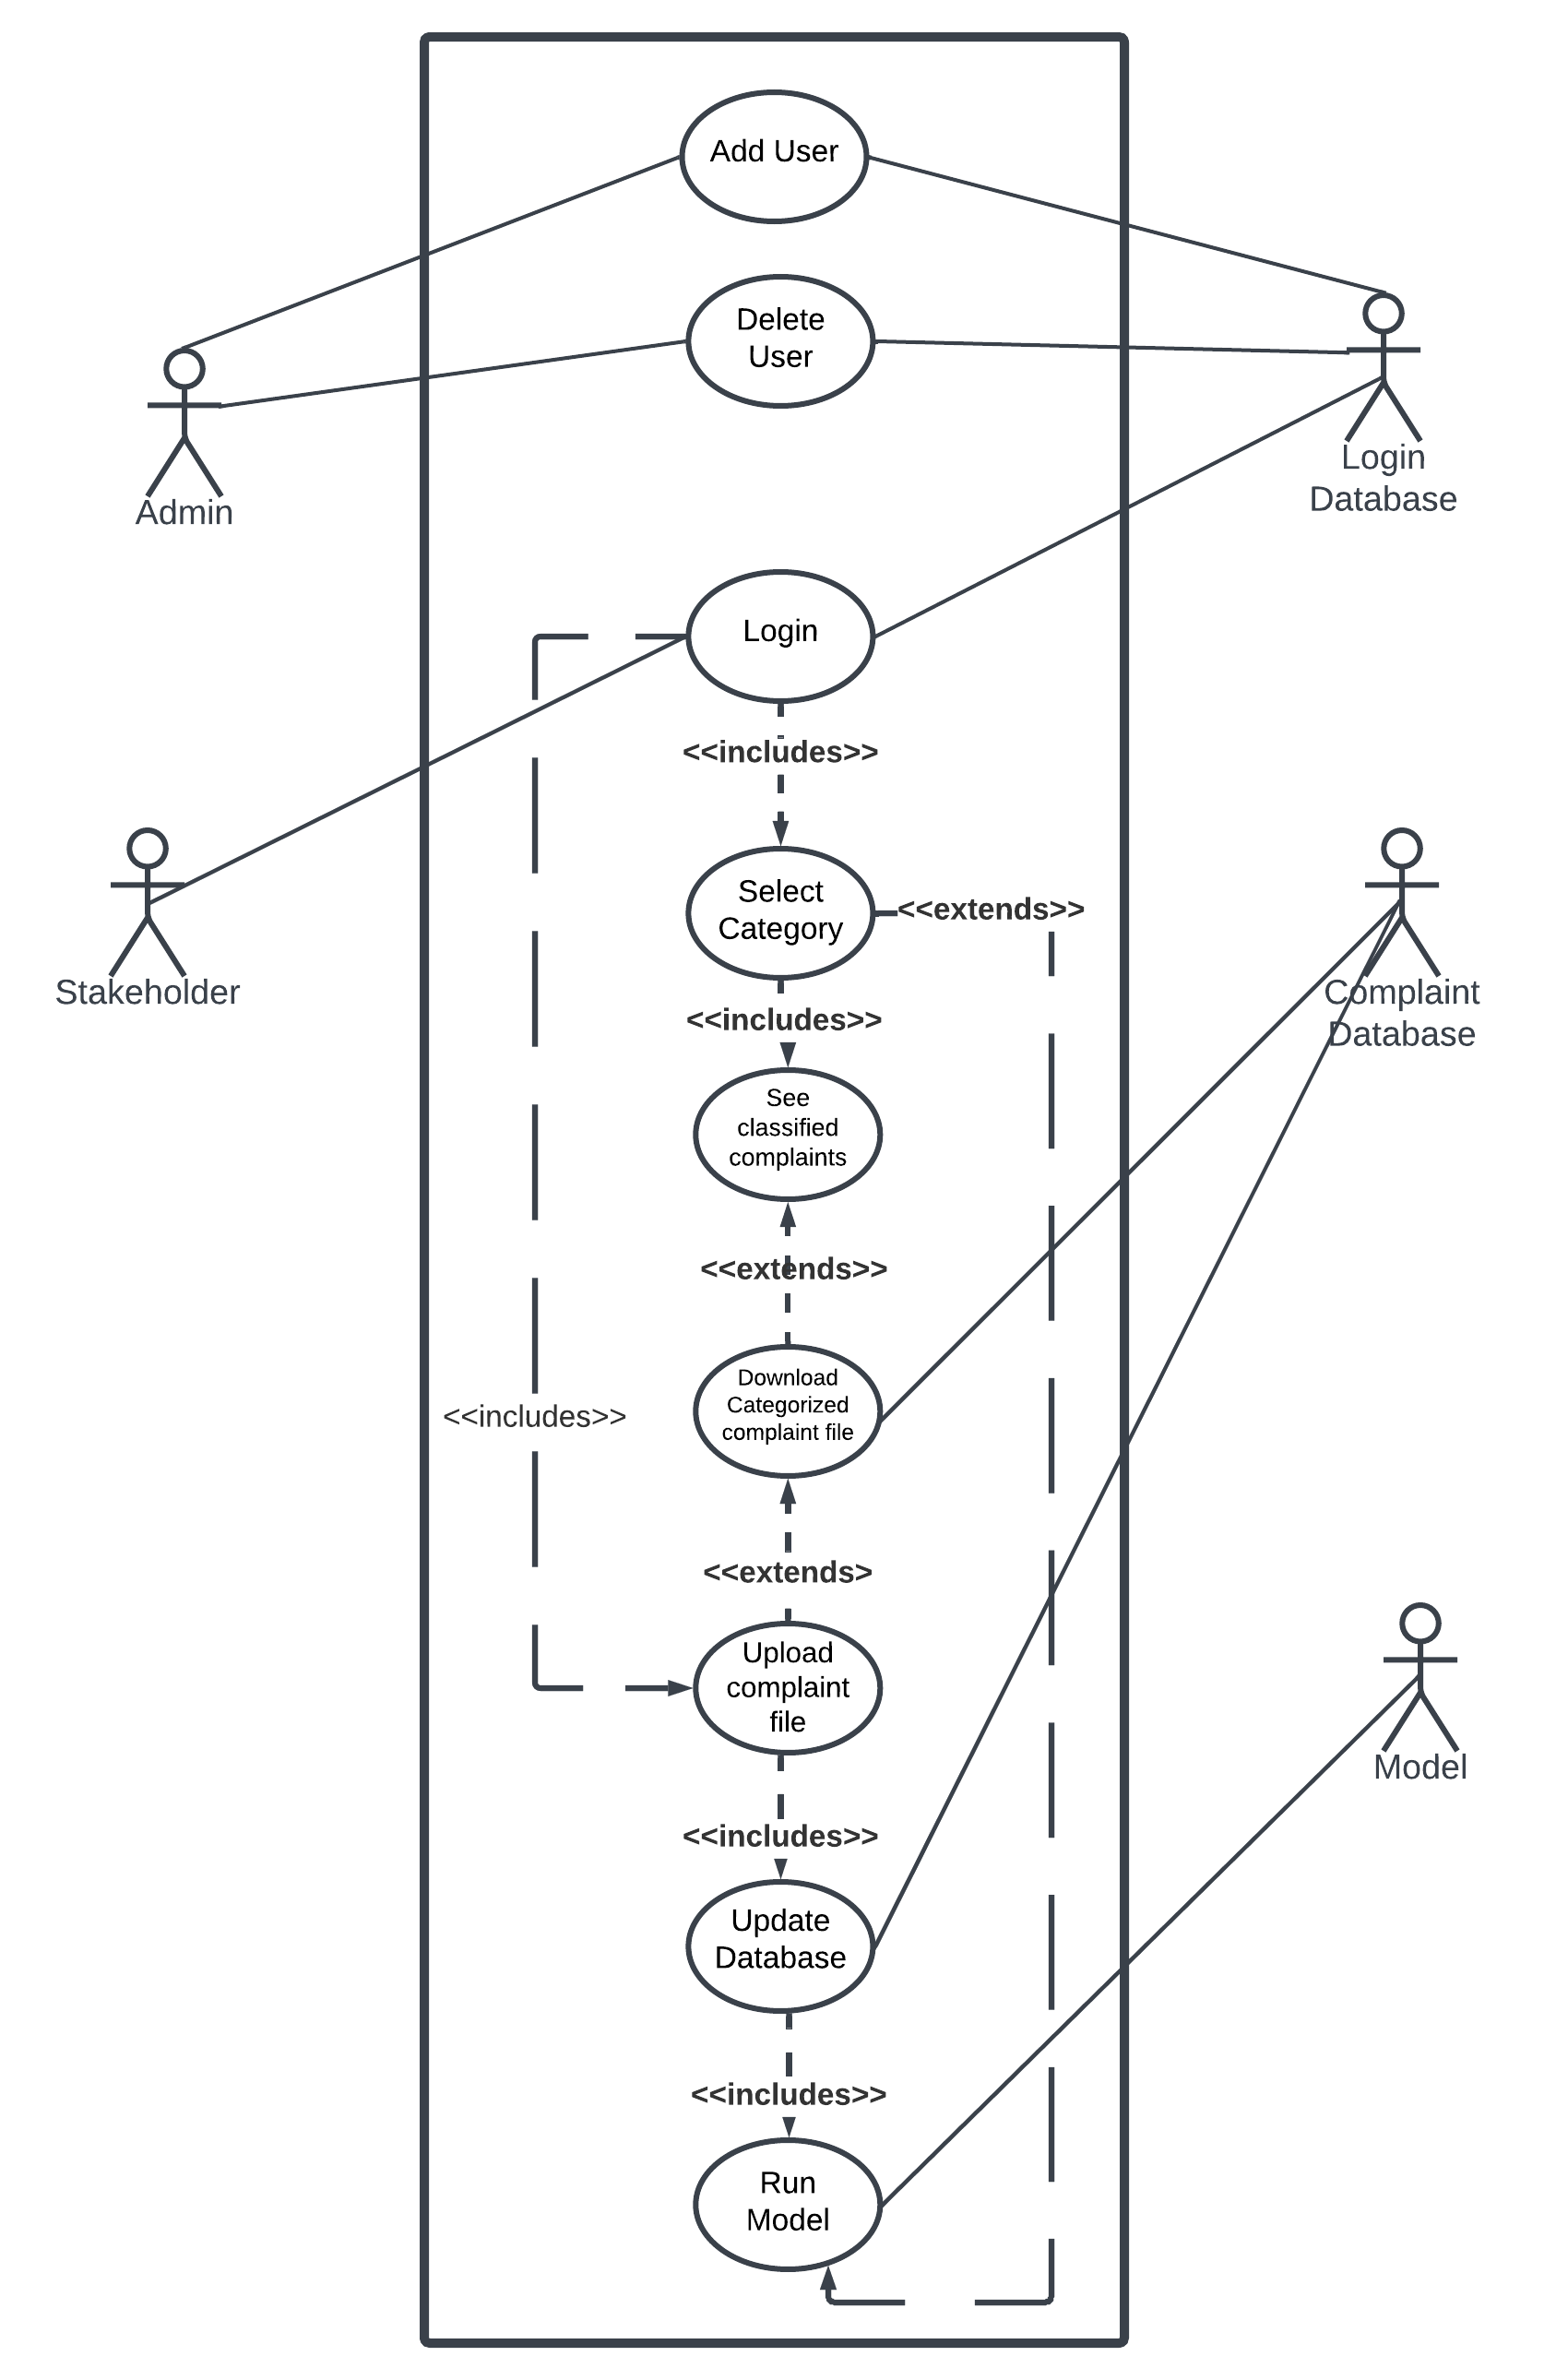 Add User
Delete
User
Admin
Login
Database
Login
<<includes>>
Select
Category
<<extends>>
Stakeholder
Complaint
Database
<<includes>>
See
classified
complaints
<<extends>>
Download
Categorized
complaint file
<<includes>>
<<extends>
Upload
complaint
file
Model
<<includes>>
Update
Database
<<includes>>
Run
Model